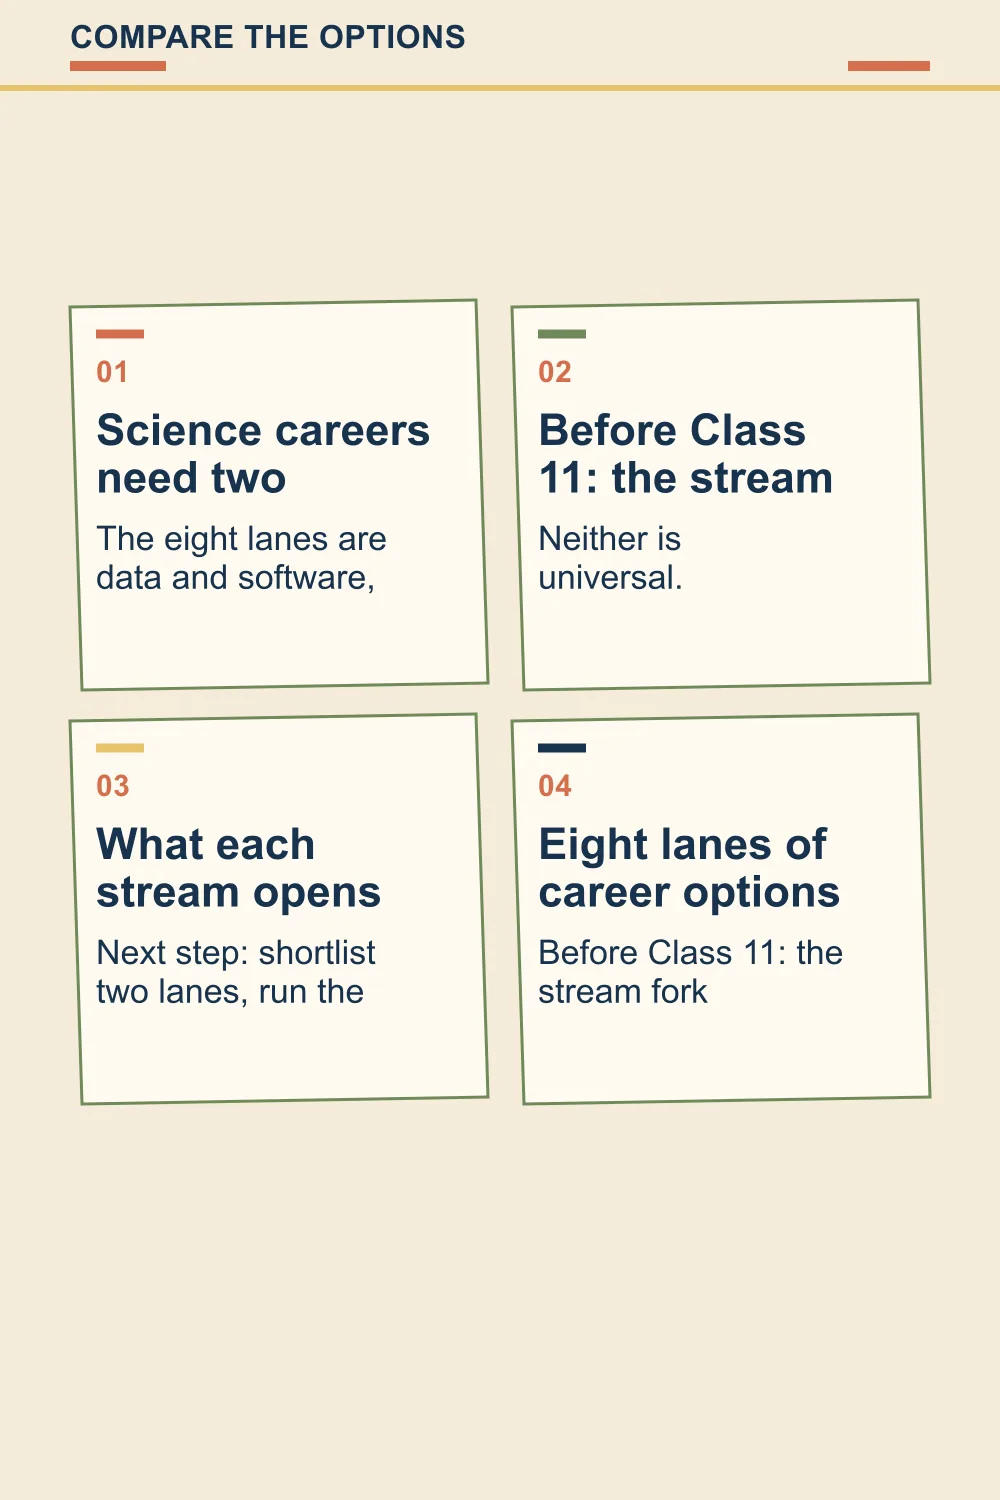 COMPARE THE OPTIONS
01
Science careers
need two
The eight lanes are
data and software,
02
Before Class
11: the stream
Neither is
universal.
03
What each
stream opens
Next step: shortlist
two lanes, run the
04
Eight lanes of
career options
Before Class 11: the
stream fork